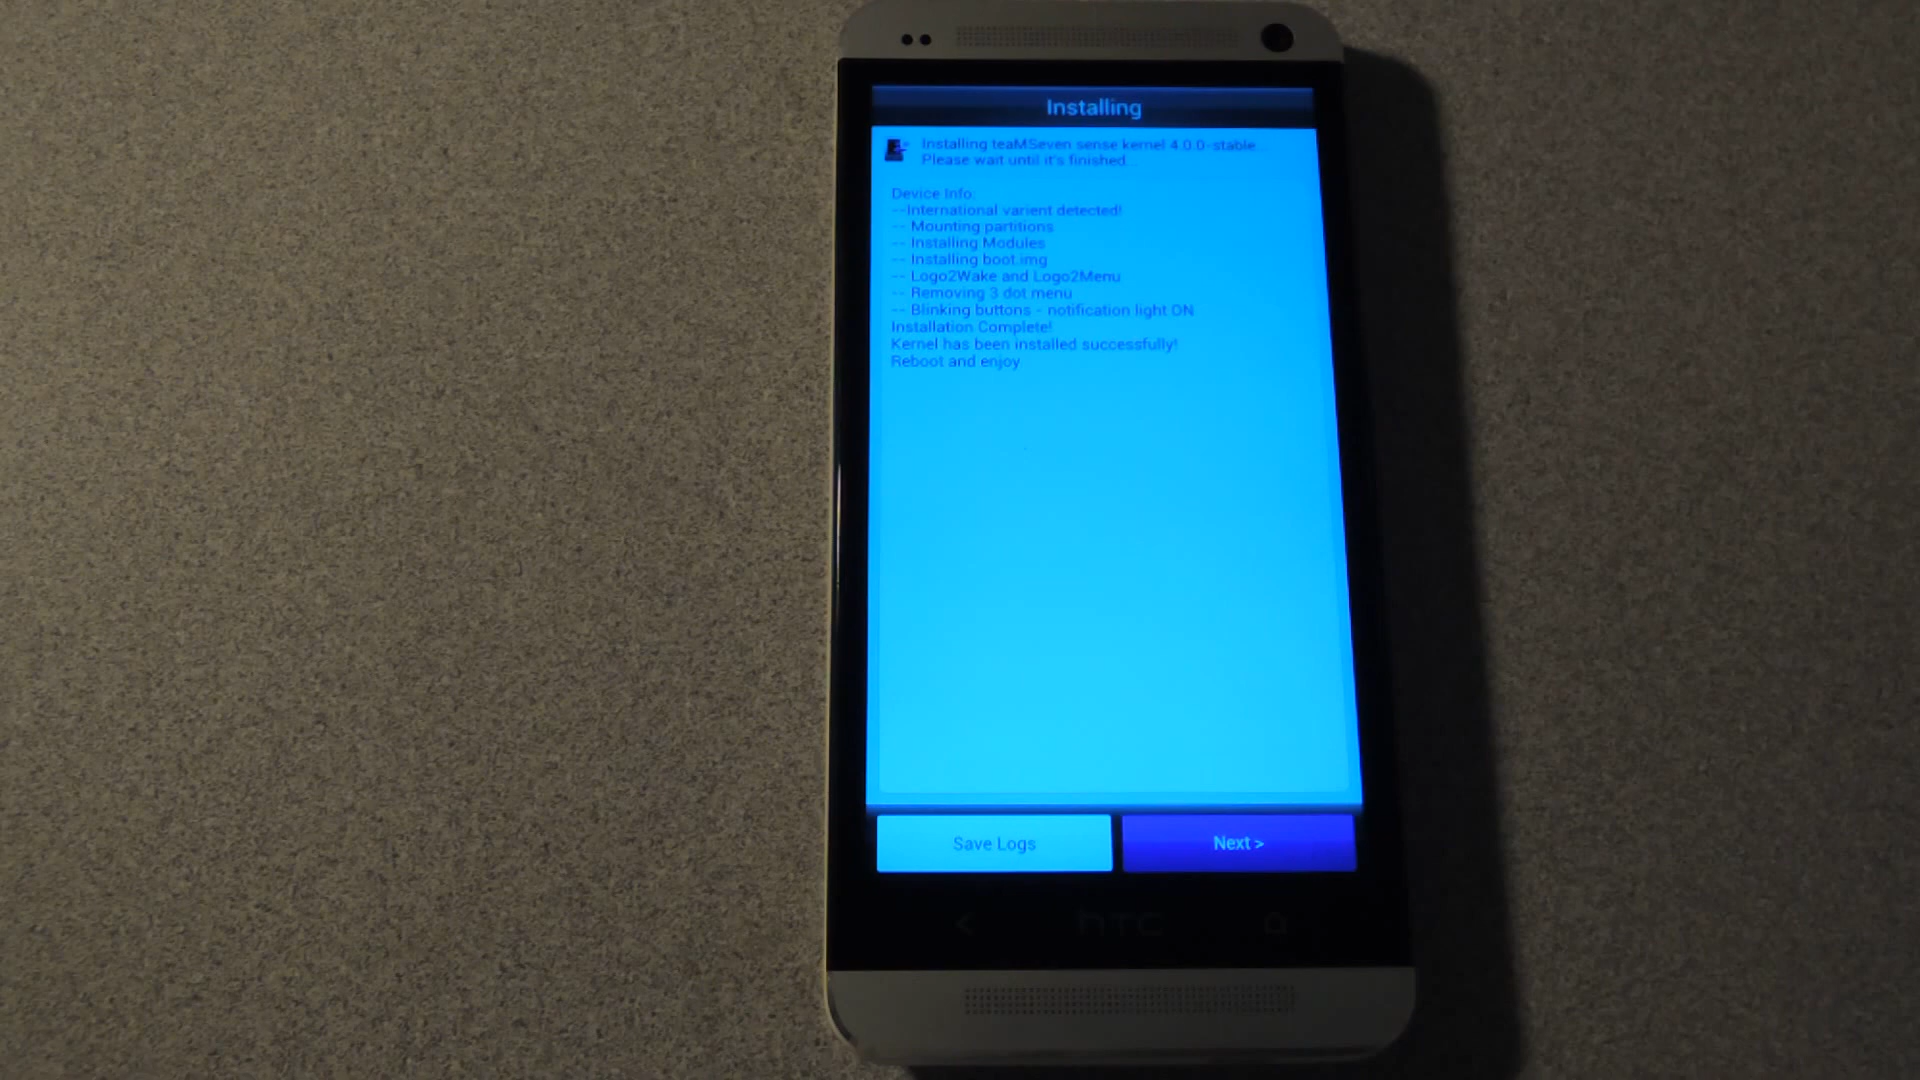 Installing
Installing teaMSeven sense kernel 4.0.0-stable...
Please wait until it's finished...
Device Info:
--International varient detected!
-- Mounting partitions
-- Installing Modules
-- Installing boot.img
-- Logo2Wake and Logo2Menu
-- Removing 3 dot menu
-- Blinking buttons - notification light ON
Installation Complete!
Kernel has been installed successfully!
Reboot and enjoy
Save Logs
Next >
hTC